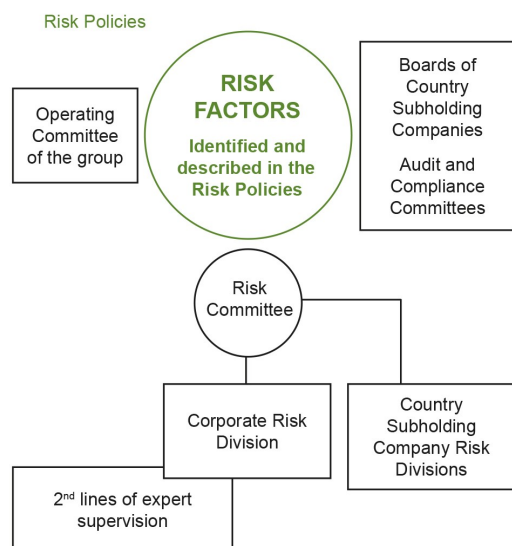 Risk Policies
RISK
FACTORS
Identified and
described in the
Risk Policies
Operating
Committee
of the group
Boards of
Country
Subholding
Companies
Audit and
Compliance
Committees
Risk
Committee
Corporate Risk
Division
Country
Subholding
Company Risk
Divisions
2nd lines of expert
supervision